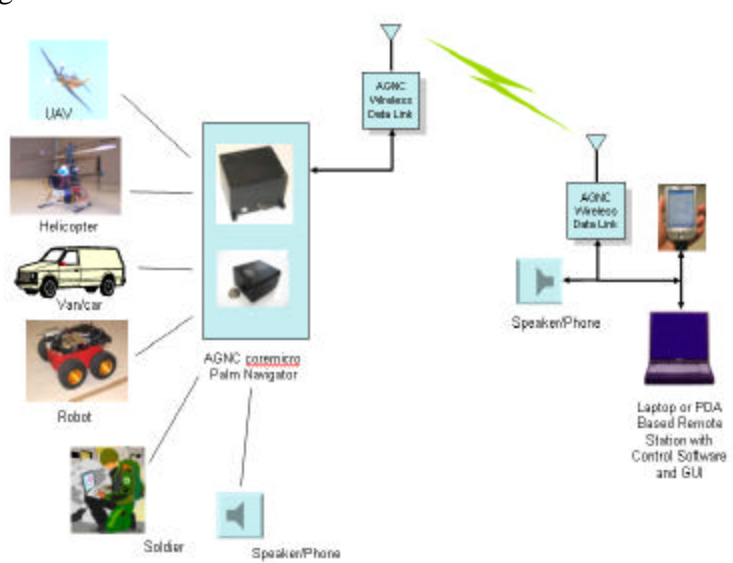 UAV
Helicopter
Van/car
Robot
Soldier
Speaker/Phone
AGNC coremicro
Palm Navigator
AGNC
Wireless
Data Link
AGNC
Wireless
Data Link
Speaker/Phone
Laptop or PDA
Based Remote
Station with
Control Software
and GUI